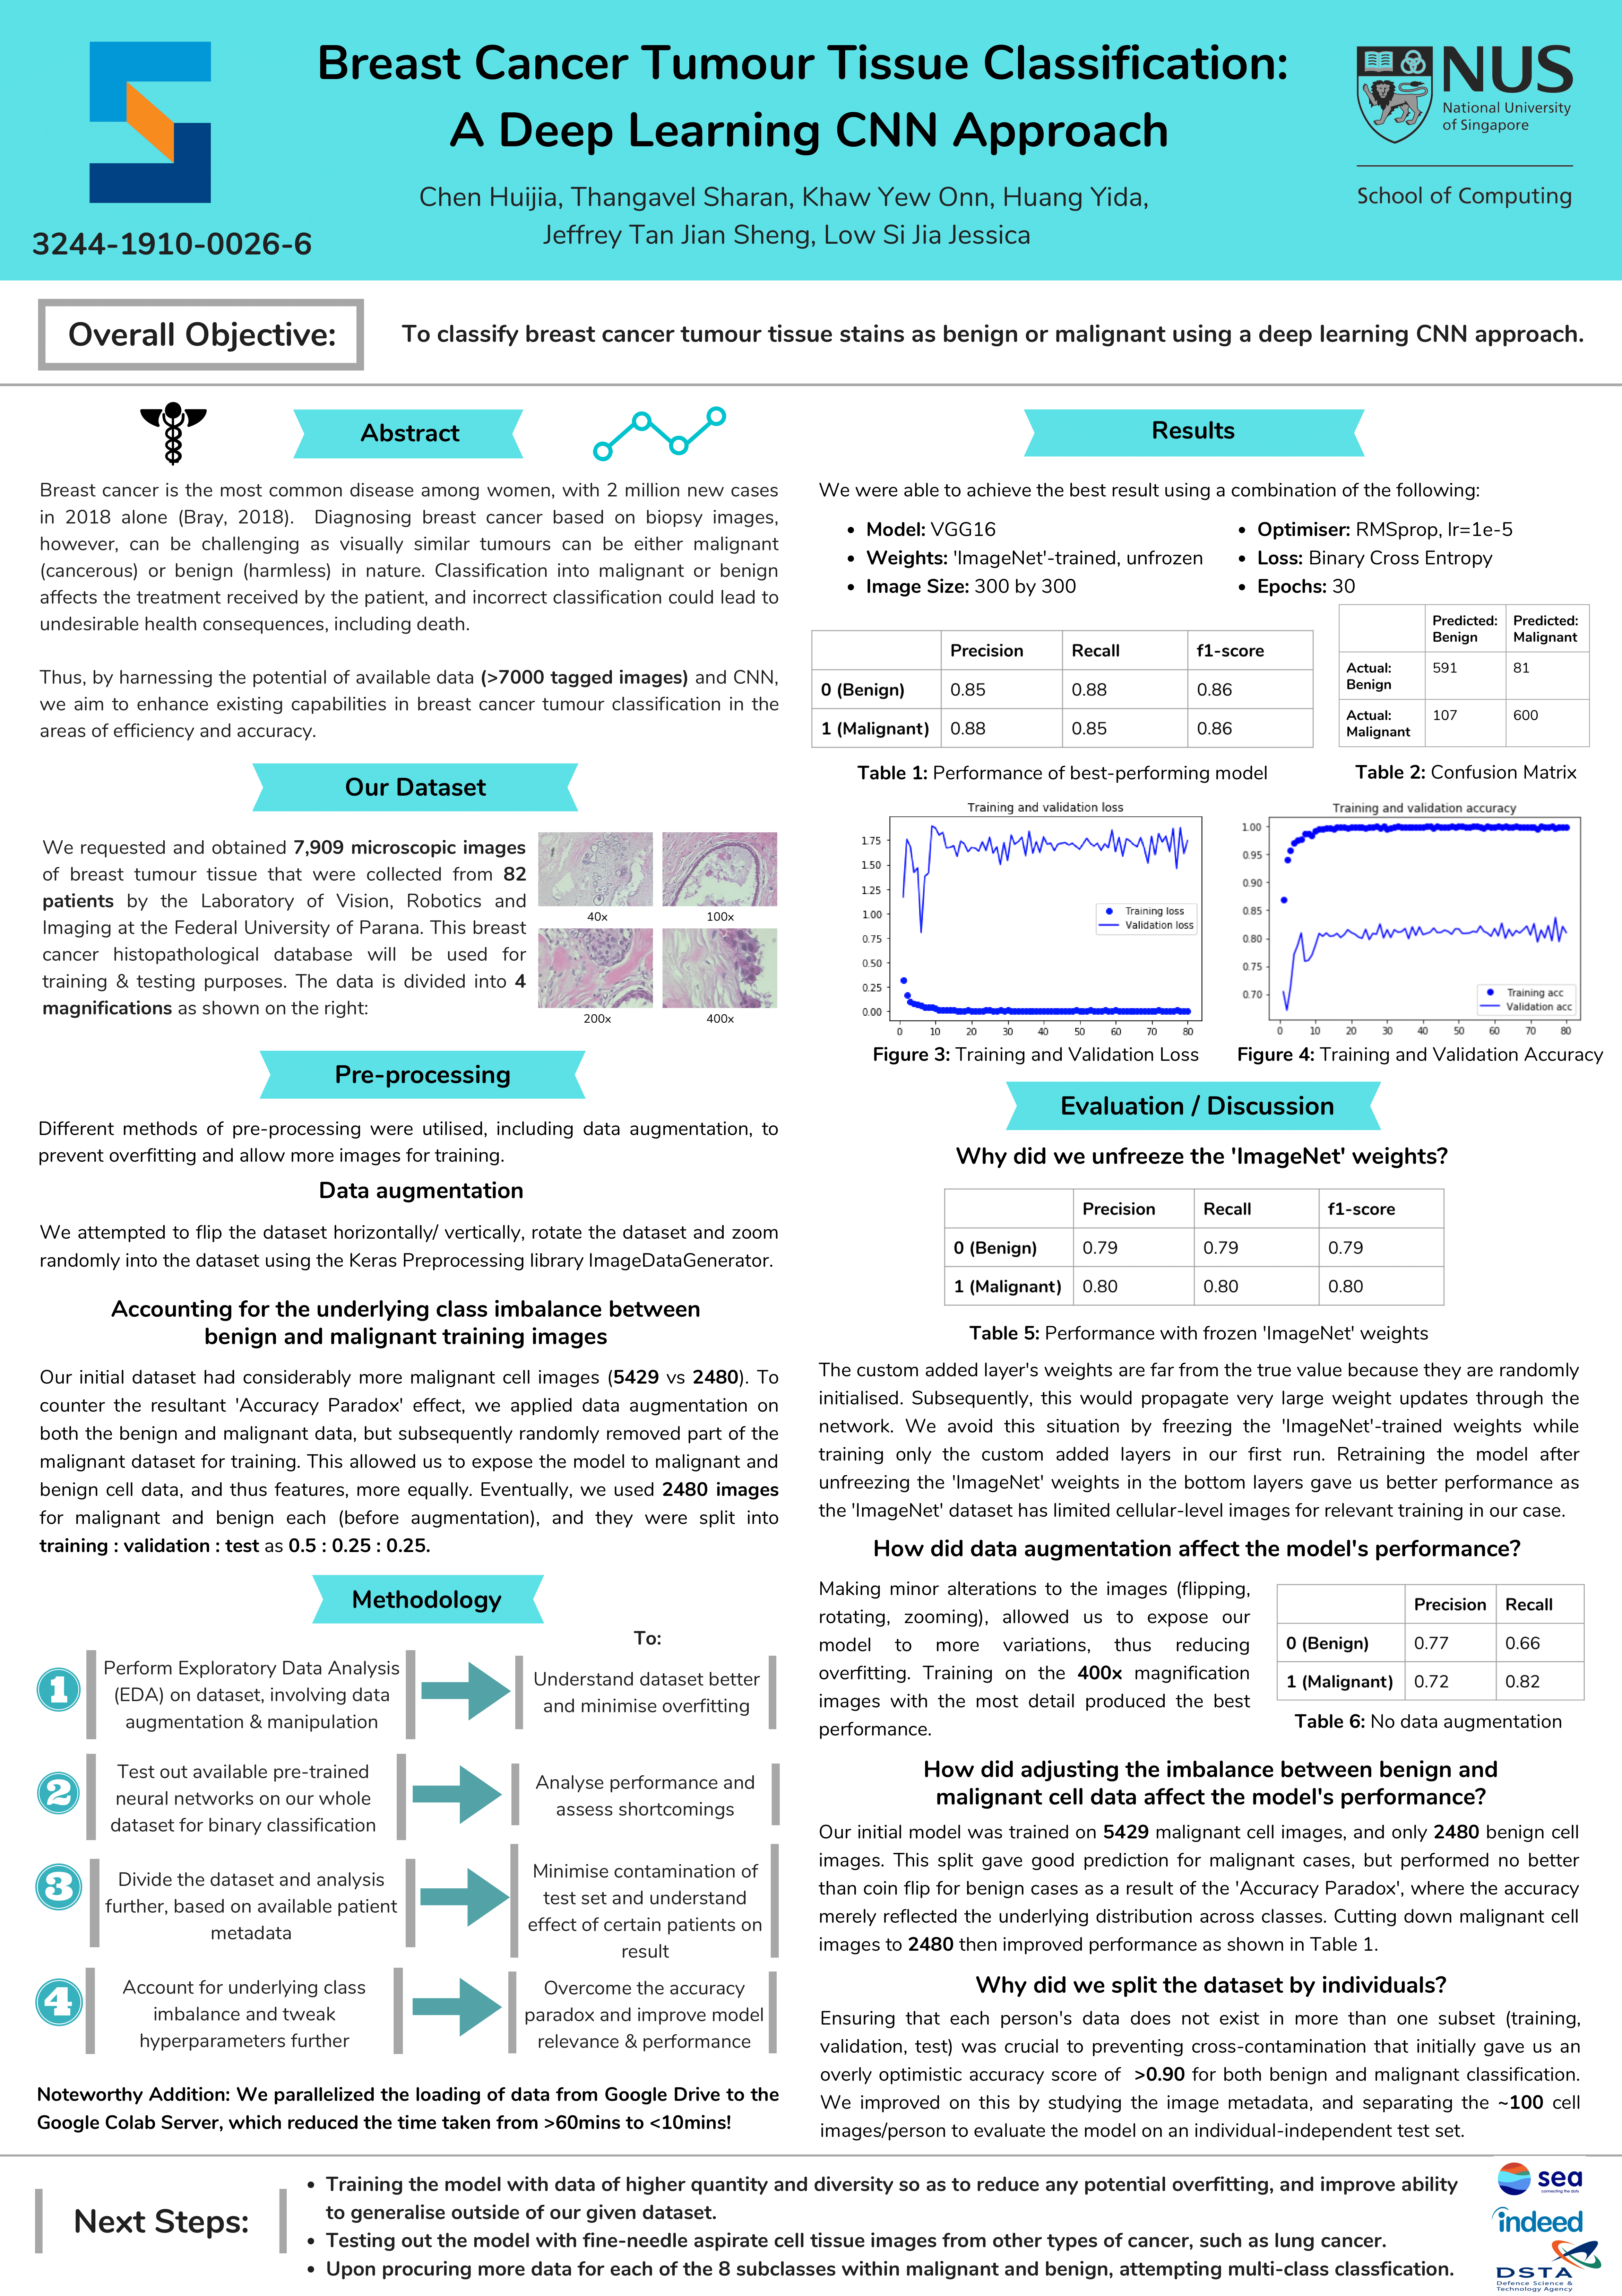 Breast Cancer Tumour Tissue Classification:
A Deep Learning CNN Approach
Chen Huijia, Thangavel Sharan, Khaw Yew Onn, Huang Yida,
Jeffrey Tan Jian Sheng, Low Si Jia Jessica
3244-1910-0026-6
NUS
National University
of Singapore
School of Computing
Overall Objective:
To classify breast cancer tumour tissue stains as benign or malignant using a deep learning CNN approach.
Abstract
Breast cancer is the most common disease among women, with 2 million new cases
in 2018 alone (Bray, 2018). Diagnosing breast cancer based on biopsy images,
however, can be challenging as visually similar tumours can be either malignant
(cancerous) or benign (harmless) in nature. Classification into malignant or benign
affects the treatment received by the patient, and incorrect classification could lead to
undesirable health consequences, including death.
Thus, by harnessing the potential of available data (>7000 tagged images) and CNN,
we aim to enhance existing capabilities in breast cancer tumour classification in the
areas of efficiency and accuracy.
Our Dataset
We requested and obtained 7,909 microscopic images
of breast tumour tissue that were collected from 82
patients by the Laboratory of Vision, Robotics and
Imaging at the Federal University of Parana. This breast
cancer histopathological database will be used for
training & testing purposes. The data is divided into 4
magnifications as shown on the right:
40x 100x
200x 400x
Pre-processing
Different methods of pre-processing were utilised, including data augmentation, to
prevent overfitting and allow more images for training.
Data augmentation
We attempted to flip the dataset horizontally/ vertically, rotate the dataset and zoom
randomly into the dataset using the Keras Preprocessing library ImageDataGenerator.
Accounting for the underlying class imbalance between
benign and malignant training images
Our initial dataset had considerably more malignant cell images (5429 vs 2480). To
counter the resultant 'Accuracy Paradox' effect, we applied data augmentation on
both the benign and malignant data, but subsequently randomly removed part of the
malignant dataset for training. This allowed us to expose the model to malignant and
benign cell data, and thus features, more equally. Eventually, we used 2480 images
for malignant and benign each (before augmentation), and they were split into
training : validation : test as 0.5 : 0.25 : 0.25.
Methodology
To:
1
Perform Exploratory Data Analysis
(EDA) on dataset, involving data
augmentation & manipulation
Understand dataset better
and minimise overfitting
2
Test out available pre-trained
neural networks on our whole
dataset for binary classification
Analyse performance and
assess shortcomings
3
Divide the dataset and analysis
further, based on available patient
metadata
Minimise contamination of
test set and understand
effect of certain patients on
result
4
Account for underlying class
imbalance and tweak
hyperparameters further
Overcome the accuracy
paradox and improve model
relevance & performance
Noteworthy Addition: We parallelized the loading of data from Google Drive to the
Google Colab Server, which reduced the time taken from >60mins to <10mins!
Results
We were able to achieve the best result using a combination of the following:
• Model: VGG16
• Weights: 'ImageNet'-trained, unfrozen
• Image Size: 300 by 300
• Optimiser: RMSprop, lr=1e-5
• Loss: Binary Cross Entropy
• Epochs: 30
Precision Recall f1-score
0 (Benign) 0.85 0.88 0.86
1 (Malignant) 0.88 0.85 0.86
Table 1: Performance of best-performing model
Predicted: Predicted:
Benign Malignant
Actual: 591 81
Benign
Actual: 107 600
Malignant
Table 2: Confusion Matrix
Training and validation loss
1.75
1.50
1.25
1.00
0.75
0.50
0.25
0.00
0 10 20 30 40 50 60 70 80
Training loss
Validation loss
Figure 3: Training and Validation Loss
Training and validation accuracy
1.00
0.95
0.90
0.85
0.80
0.75
0.70
0 10 20 30 40 50 60 70 80
Training acc
Validation acc
Figure 4: Training and Validation Accuracy
Evaluation / Discussion
Why did we unfreeze the 'ImageNet' weights?
Precision Recall f1-score
0 (Benign) 0.79 0.79 0.79
1 (Malignant) 0.80 0.80 0.80
Table 5: Performance with frozen 'ImageNet' weights
The custom added layer's weights are far from the true value because they are randomly
initialised. Subsequently, this would propagate very large weight updates through the
network. We avoid this situation by freezing the 'ImageNet'-trained weights while
training only the custom added layers in our first run. Retraining the model after
unfreezing the 'ImageNet' weights in the bottom layers gave us better performance as
the 'ImageNet' dataset has limited cellular-level images for relevant training in our case.
How did data augmentation affect the model's performance?
Making minor alterations to the images (flipping,
rotating, zooming), allowed us to expose our
model to more variations, thus reducing
overfitting. Training on the 400x magnification
images with the most detail produced the best
performance.
Precision Recall
0 (Benign) 0.77 0.66
1 (Malignant) 0.72 0.82
Table 6: No data augmentation
How did adjusting the imbalance between benign and
malignant cell data affect the model's performance?
Our initial model was trained on 5429 malignant cell images, and only 2480 benign cell
images. This split gave good prediction for malignant cases, but performed no better
than coin flip for benign cases as a result of the 'Accuracy Paradox', where the accuracy
merely reflected the underlying distribution across classes. Cutting down malignant cell
images to 2480 then improved performance as shown in Table 1.
Why did we split the dataset by individuals?
Ensuring that each person's data does not exist in more than one subset (training,
validation, test) was crucial to preventing cross-contamination that initially gave us an
overly optimistic accuracy score of >0.90 for both benign and malignant classification.
We improved on this by studying the image metadata, and separating the ~100 cell
images/person to evaluate the model on an individual-independent test set.
Next Steps:
• Training the model with data of higher quantity and diversity so as to reduce any potential overfitting, and improve ability
to generalise outside of our given dataset.
• Testing out the model with fine-needle aspirate cell tissue images from other types of cancer, such as lung cancer.
• Upon procuring more data for each of the 8 subclasses within malignant and benign, attempting multi-class classfication.
sea
connecting the dots
indeed
DSTA
Defence Science &
Technology Agency